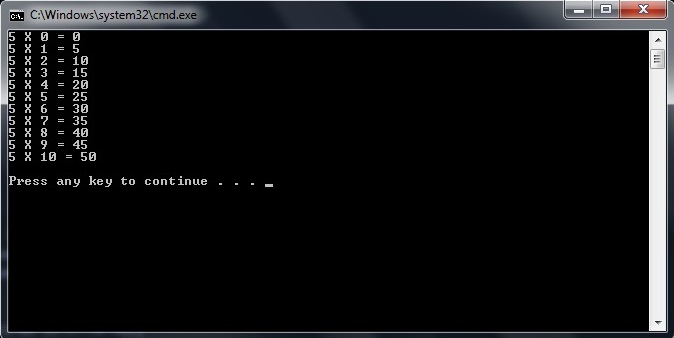 C:\Windows\system32\cmd.exe
5 X 0 = 0
5 X 1 = 5
5 X 2 = 10
5 X 3 = 15
5 X 4 = 20
5 X 5 = 25
5 X 6 = 30
5 X 7 = 35
5 X 8 = 40
5 X 9 = 45
5 X 10 = 50
Press any key to continue . . . _